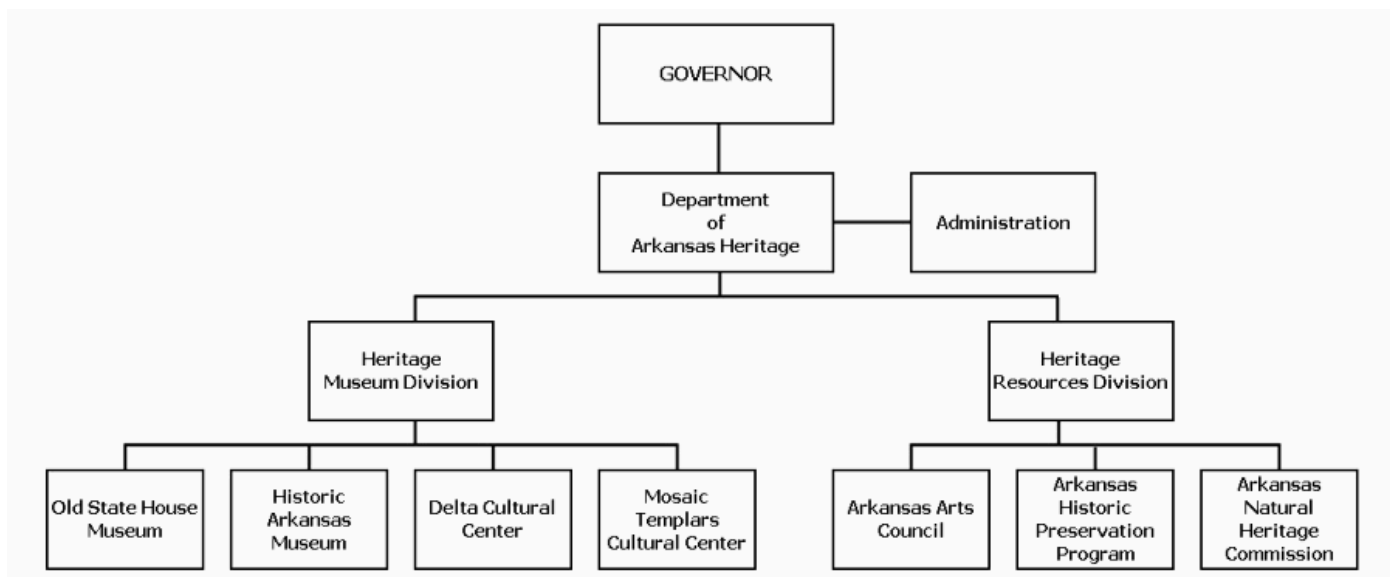 GOVERNOR
Department
of
Arkansas Heritage
Administration
Heritage
Museum Division
Heritage
Resources Division
Old State House
Museum
Historic
Arkansas
Museum
Delta Cultural
Center
Mosaic
Templars
Cultural Center
Arkansas Arts
Council
Arkansas
Historic
Preservation
Program
Arkansas
Natural
Heritage
Commission